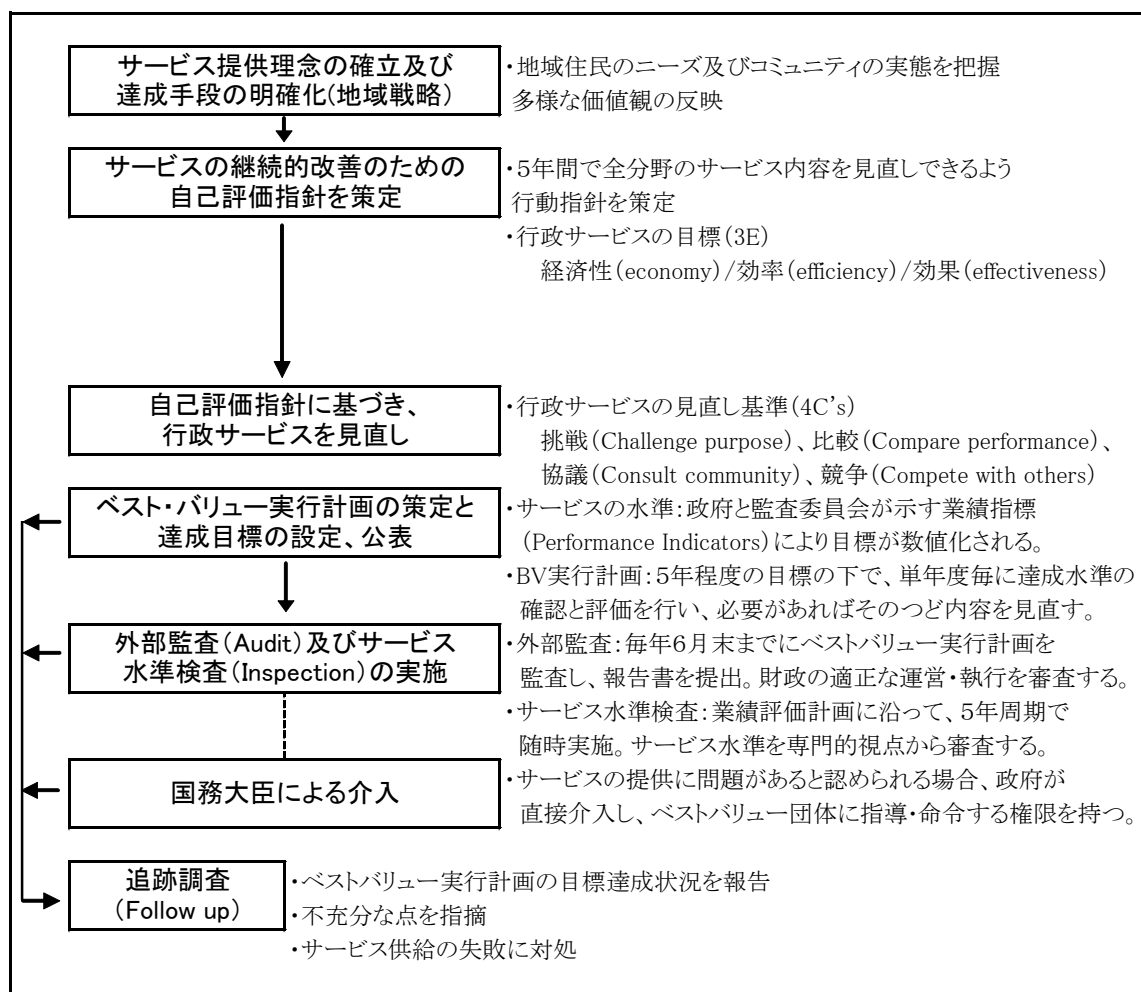 サービス提供理念の確立及び
達成手段の明確化(地域戦略)
・地域住民のニーズ及びコミュニティの実態を把握
多様な価値観の反映
サービスの継続的改善のための
自己評価指針を策定
・5年間で全分野のサービス内容を見直しできるよう
行動指針を策定
・行政サービスの目標(3E)
経済性(economy)/効率(efficiency)/効果(effectiveness)
自己評価指針に基づき、
行政サービスを見直し
・行政サービスの見直し基準(4C's)
挑戦(Challenge purpose)、比較(Compare performance)、
協議(Consult community)、競争(Compete with others)
ベスト・バリュー実行計画の策定と
達成目標の設定、公表
・サービスの水準:政府と監査委員会が示す業績指標
(Performance Indicators)により目標が数値化される。
・BV実行計画:5年程度の目標の下で、単年度毎に達成水準の
確認と評価を行い、必要があればそのつど内容を見直す。
外部監査(Audit)及びサービス
水準検査(Inspection)の実施
・外部監査:毎年6月末までにベストバリュー実行計画を
監査し、報告書を提出。財政の適正な運営・執行を審査する。
・サービス水準検査:業績評価計画に沿って、5年周期で
随時実施。サービス水準を専門的視点から審査する。
国務大臣による介入
・サービスの提供に問題があると認められる場合、政府が
直接介入し、ベストバリュー団体に指導・命令する権限を持つ。
追跡調査
(Follow up)
・ベストバリュー実行計画の目標達成状況を報告
・不充分な点を指摘
・サービス供給の失敗に対処